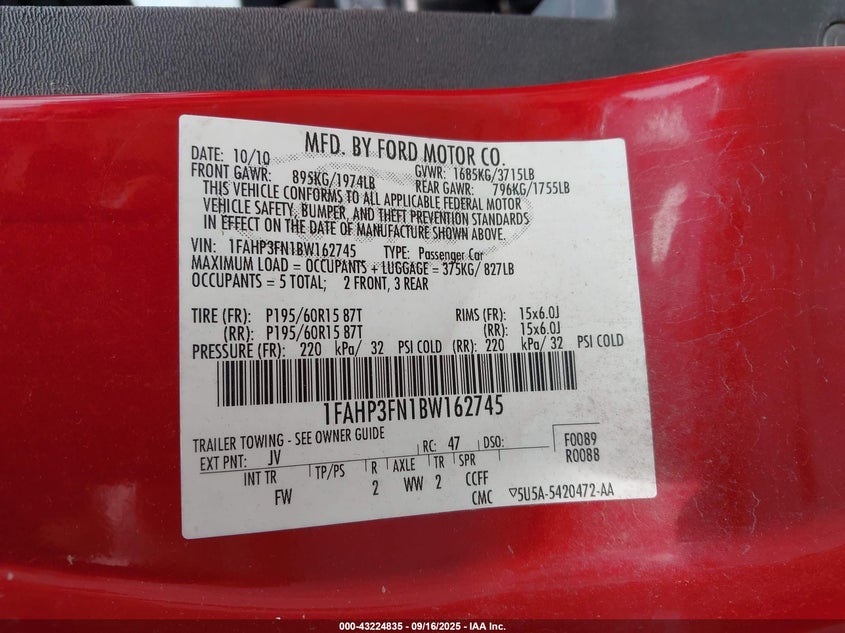 MFD. BY FORD MOTOR CO.
DATE: 10/10 GVWR: 1685KG/3715LB
FRONT GAWR: 895KG/1974LB REAR GAWR: 796KG/1755LB
THIS VEHICLE CONFORMS TO ALL APPLICABLE FEDERAL MOTOR
VEHICLE SAFETY, BUMPER, AND THEFT PREVENTION STANDARDS
IN EFFECT ON THE DATE OF MANUFACTURE SHOWN ABOVE.
VIN: 1FAHP3FN1BW162745 TYPE: Passenger Car
MAXIMUM LOAD = OCCUPANTS + LUGGAGE = 375KG/ 827LB
OCCUPANTS = 5 TOTAL; 2 FRONT, 3 REAR
TIRE (FR): P195/60R15 87T RIMS (FR): 15x6.0J
(RR): P195/60R15 87T (RR): 15x6.0J
PRESSURE (FR): 220 kPa/ 32 PSI COLD (RR): 220 kPa/ 32 PSI COLD
1FAHP3FN1BW162745
TRAILER TOWING - SEE OWNER GUIDE
EXT PNT: JV RC: 47 DSO: F0089
R0088
INT TR TP/PS R AXLE TR SPR
FW 2 WW 2 CCFF
CMC ▽5U5A-5420472-AA
000-43224835 - 09/16/2025 - IAA Inc.